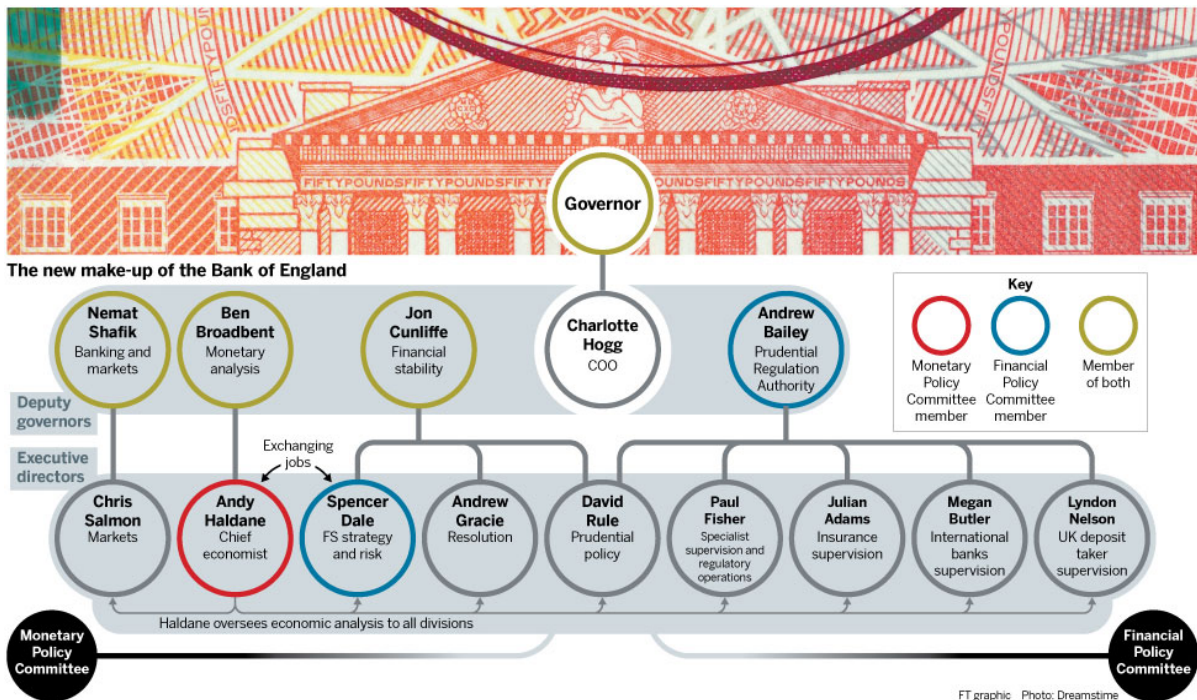 FIFTYPOUNDSFIFTYPOUNDSFIFTY
UNDSFIFTYPOUNDSFIFTYPOUNDS
Governor
The new make-up of the Bank of England
Nemat
Shafik
Banking and
markets
Ben
Broadbent
Monetary
analysis
Jon
Cunliffe
Financial
stability
Charlotte
Hogg
COO
Andrew
Bailey
Prudential
Regulation
Authority
Key
Monetary
Policy
Committee
member
Financial
Policy
Committee
member
Member
of both
Deputy
governors
Executive
directors
Exchanging
jobs
Chris
Salmon
Markets
Andy
Haldane
Chief
economist
Spencer
Dale
FS strategy
and risk
Andrew
Gracie
Resolution
David
Rule
Prudential
policy
Paul
Fisher
Specialist
supervision and
regulatory
operations
Julian
Adams
Insurance
supervision
Megan
Butler
International
banks
supervision
Lyndon
Nelson
UK deposit
taker
supervision
Haldane oversees economic analysis to all divisions
Monetary
Policy
Committee
Financial
Policy
Committee
FT graphic Photo: Dreamstime